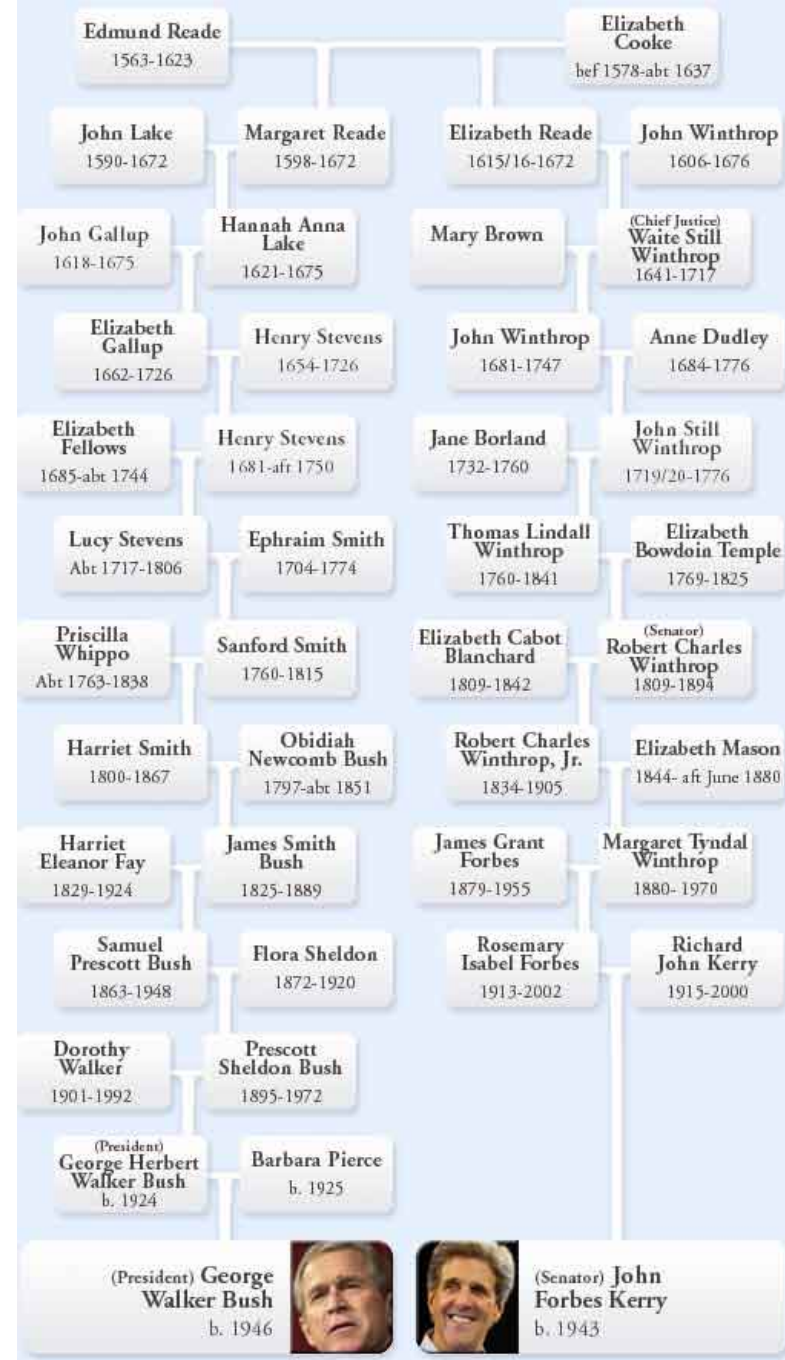 Edmund Reade
1563-1623
Elizabeth
Cooke
bef 1578-abt 1637
John Lake
1590-1672
Margaret Reade
1598-1672
Elizabeth Reade
1615/16-1672
John Winthrop
1606-1676
John Gallup
1618-1675
Hannah Anna
Lake
1621-1675
Mary Brown
(Chief Justice)
Waite Still
Winthrop
1641-1717
Elizabeth
Gallup
1662-1726
Henry Stevens
1654-1726
John Winthrop
1681-1747
Anne Dudley
1684-1776
Elizabeth
Fellows
1685-abt 1744
Henry Stevens
1681-aft 1750
Jane Borland
1732-1760
John Still
Winthrop
1719/20-1776
Lucy Stevens
Abt 1717-1806
Ephraim Smith
1704-1774
Thomas Lindall
Winthrop
1760-1841
Elizabeth
Bowdoin Temple
1769-1825
Priscilla
Whippo
Abt 1763-1838
Sanford Smith
1760-1815
Elizabeth Cabot
Blanchard
1809-1842
(Senator)
Robert Charles
Winthrop
1809-1894
Harriet Smith
1800-1867
Obidiah
Newcomb Bush
1797-abt 1851
Robert Charles
Winthrop, Jr.
1834-1905
Elizabeth Mason
1844- aft June 1880
Harriet
Eleanor Fay
1829-1924
James Smith
Bush
1825-1889
James Grant
Forbes
1879-1955
Margaret Tyndal
Winthrop
1880- 1970
Samuel
Prescott Bush
1863-1948
Flora Sheldon
1872-1920
Rosemary
Isabel Forbes
1913-2002
Richard
John Kerry
1915-2000
Dorothy
Walker
1901-1992
Prescott
Sheldon Bush
1895-1972
(President)
George Herbert
Walker Bush
b. 1924
Barbara Pierce
b. 1925
(President) George
Walker Bush
b. 1946
(Senator) John
Forbes Kerry
b. 1943